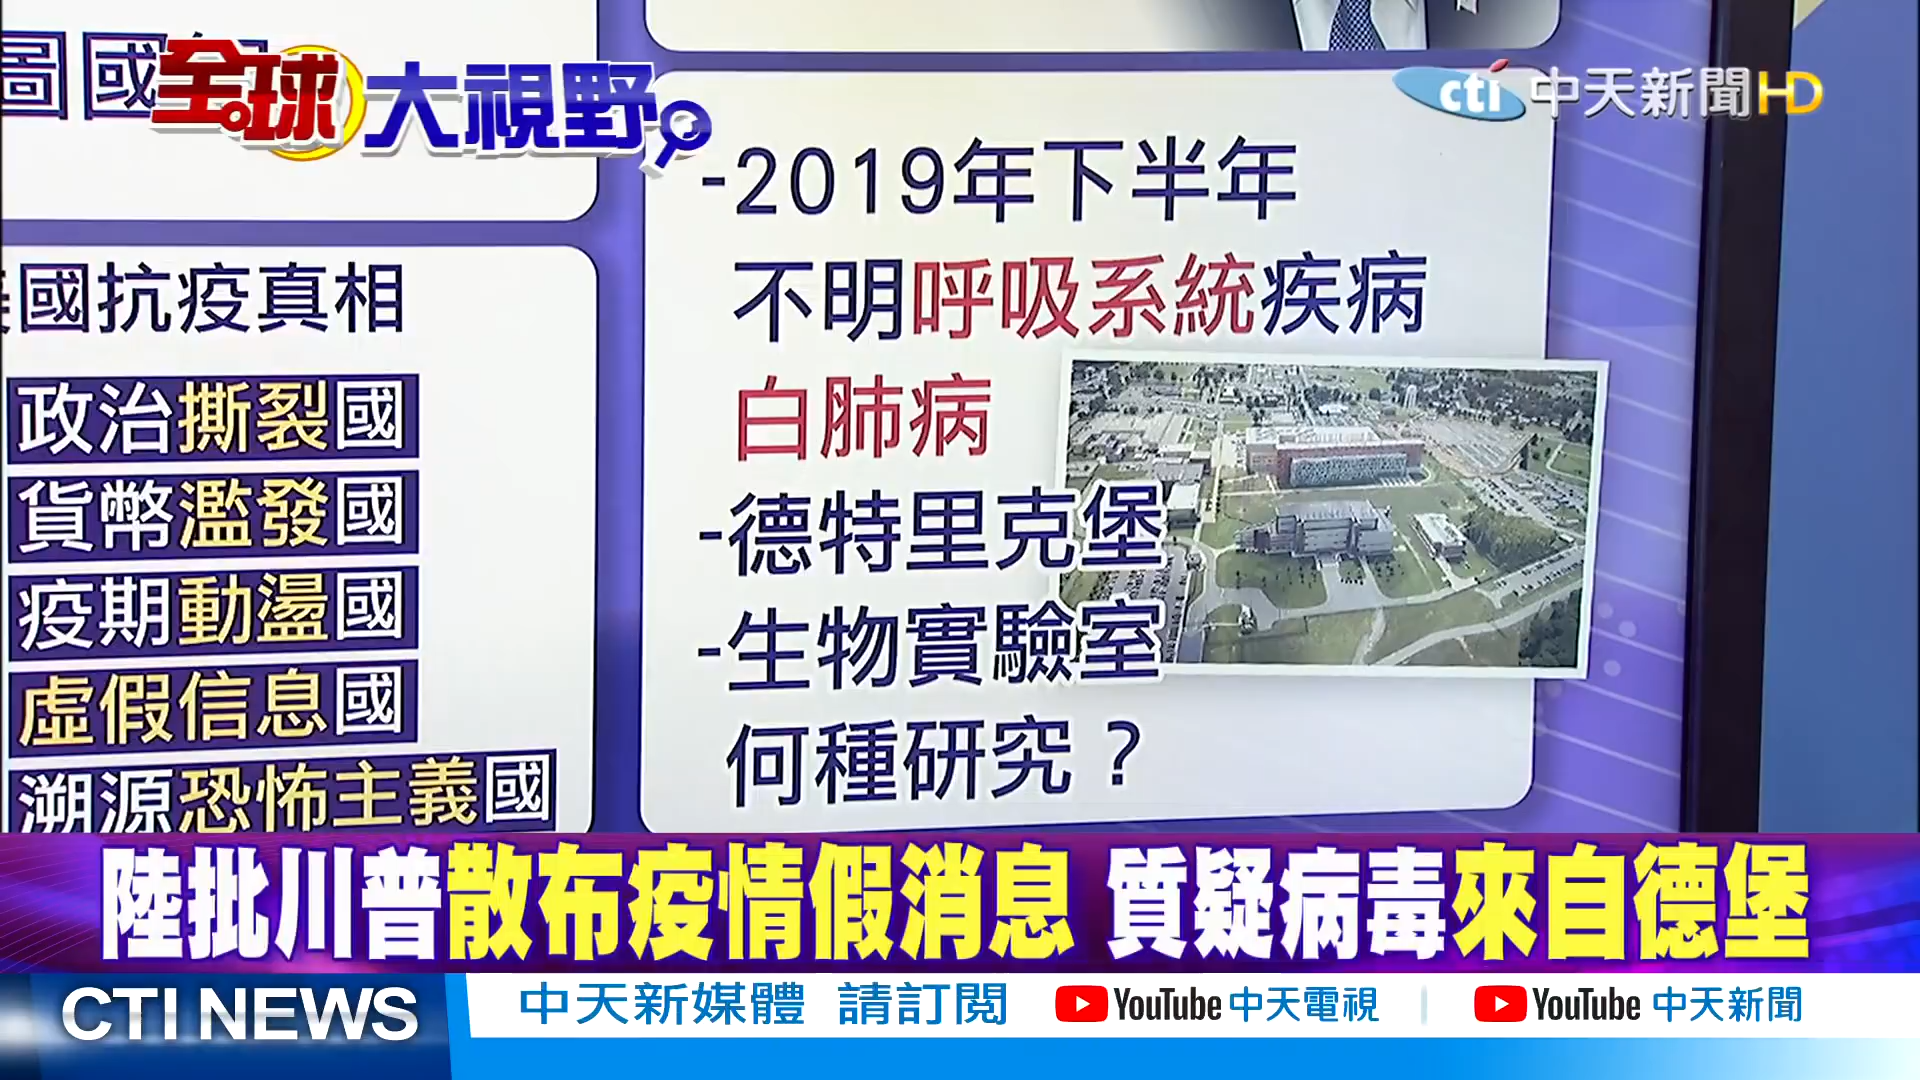 全球大視野
cti 中天新聞HD
圖國
美國抗疫真相
政治撕裂國
貨幣濫發國
疫期動盪國
虛假信息國
溯源恐怖主義國
-2019年下半年
不明呼吸系統疾病
白肺病
-德特里克堡
-生物實驗室
何種研究？
陸批川普散布疫情假消息 質疑病毒來自德堡
CTI NEWS
中天新媒體 請訂閱 YouTube 中天電視 YouTube 中天新聞